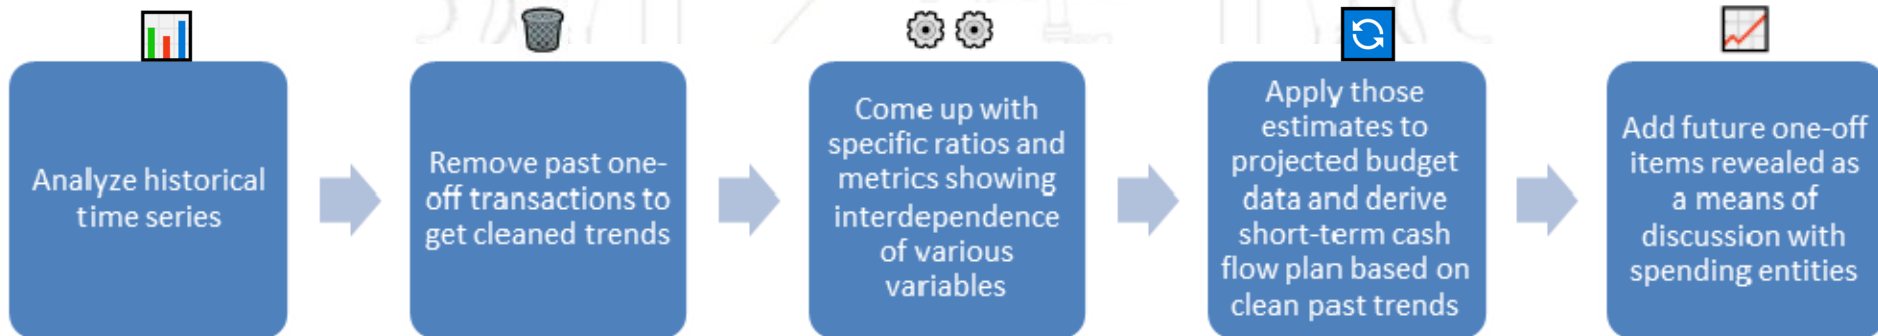 Analyze historical
time series
Remove past one-
off transactions to
get cleaned trends
Come up with
specific ratios and
metrics showing
interdependence
of various
variables
Apply those
estimates to
projected budget
data and derive
short-term cash
flow plan based on
clean past trends
Add future one-off
items revealed as
a means of
discussion with
spending entities